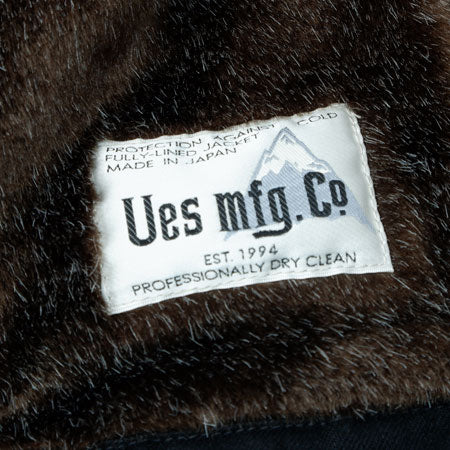 PROTECTION AGAINST COLD
FULLY-LINED JACKET
MADE IN JAPAN
Ues mfg.Co
EST. 1994
PROFESSIONALLY DRY CLEAN